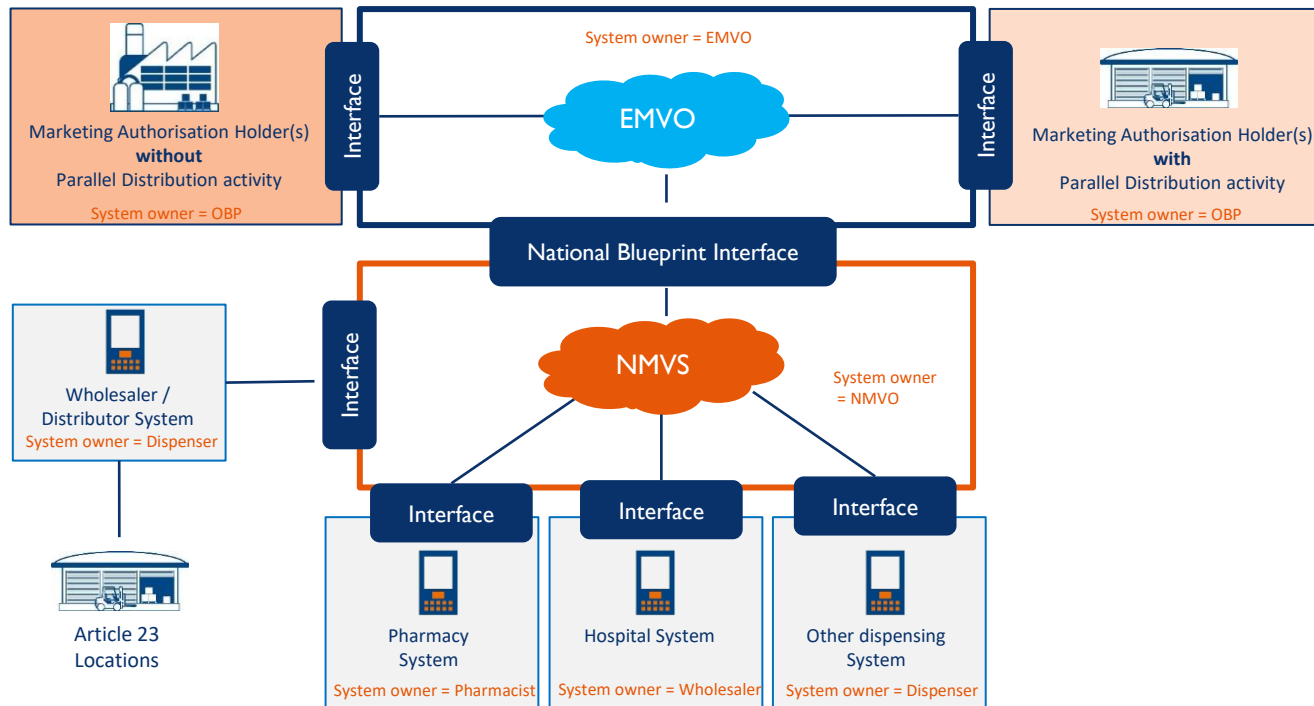 System owner = EMVO
Interface
EMVO
Interface
Marketing Authorisation Holder(s)
without
Parallel Distribution activity
System owner = OBP
Marketing Authorisation Holder(s)
with
Parallel Distribution activity
System owner = OBP
National Blueprint Interface
Interface
NMVS
System owner
= NMVO
Wholesaler /
Distributor System
System owner = Dispenser
Interface
Interface
Interface
Article 23
Locations
Pharmacy
System
System owner = Pharmacist
Hospital System
System owner = Wholesaler
Other dispensing
System
System owner = Dispenser